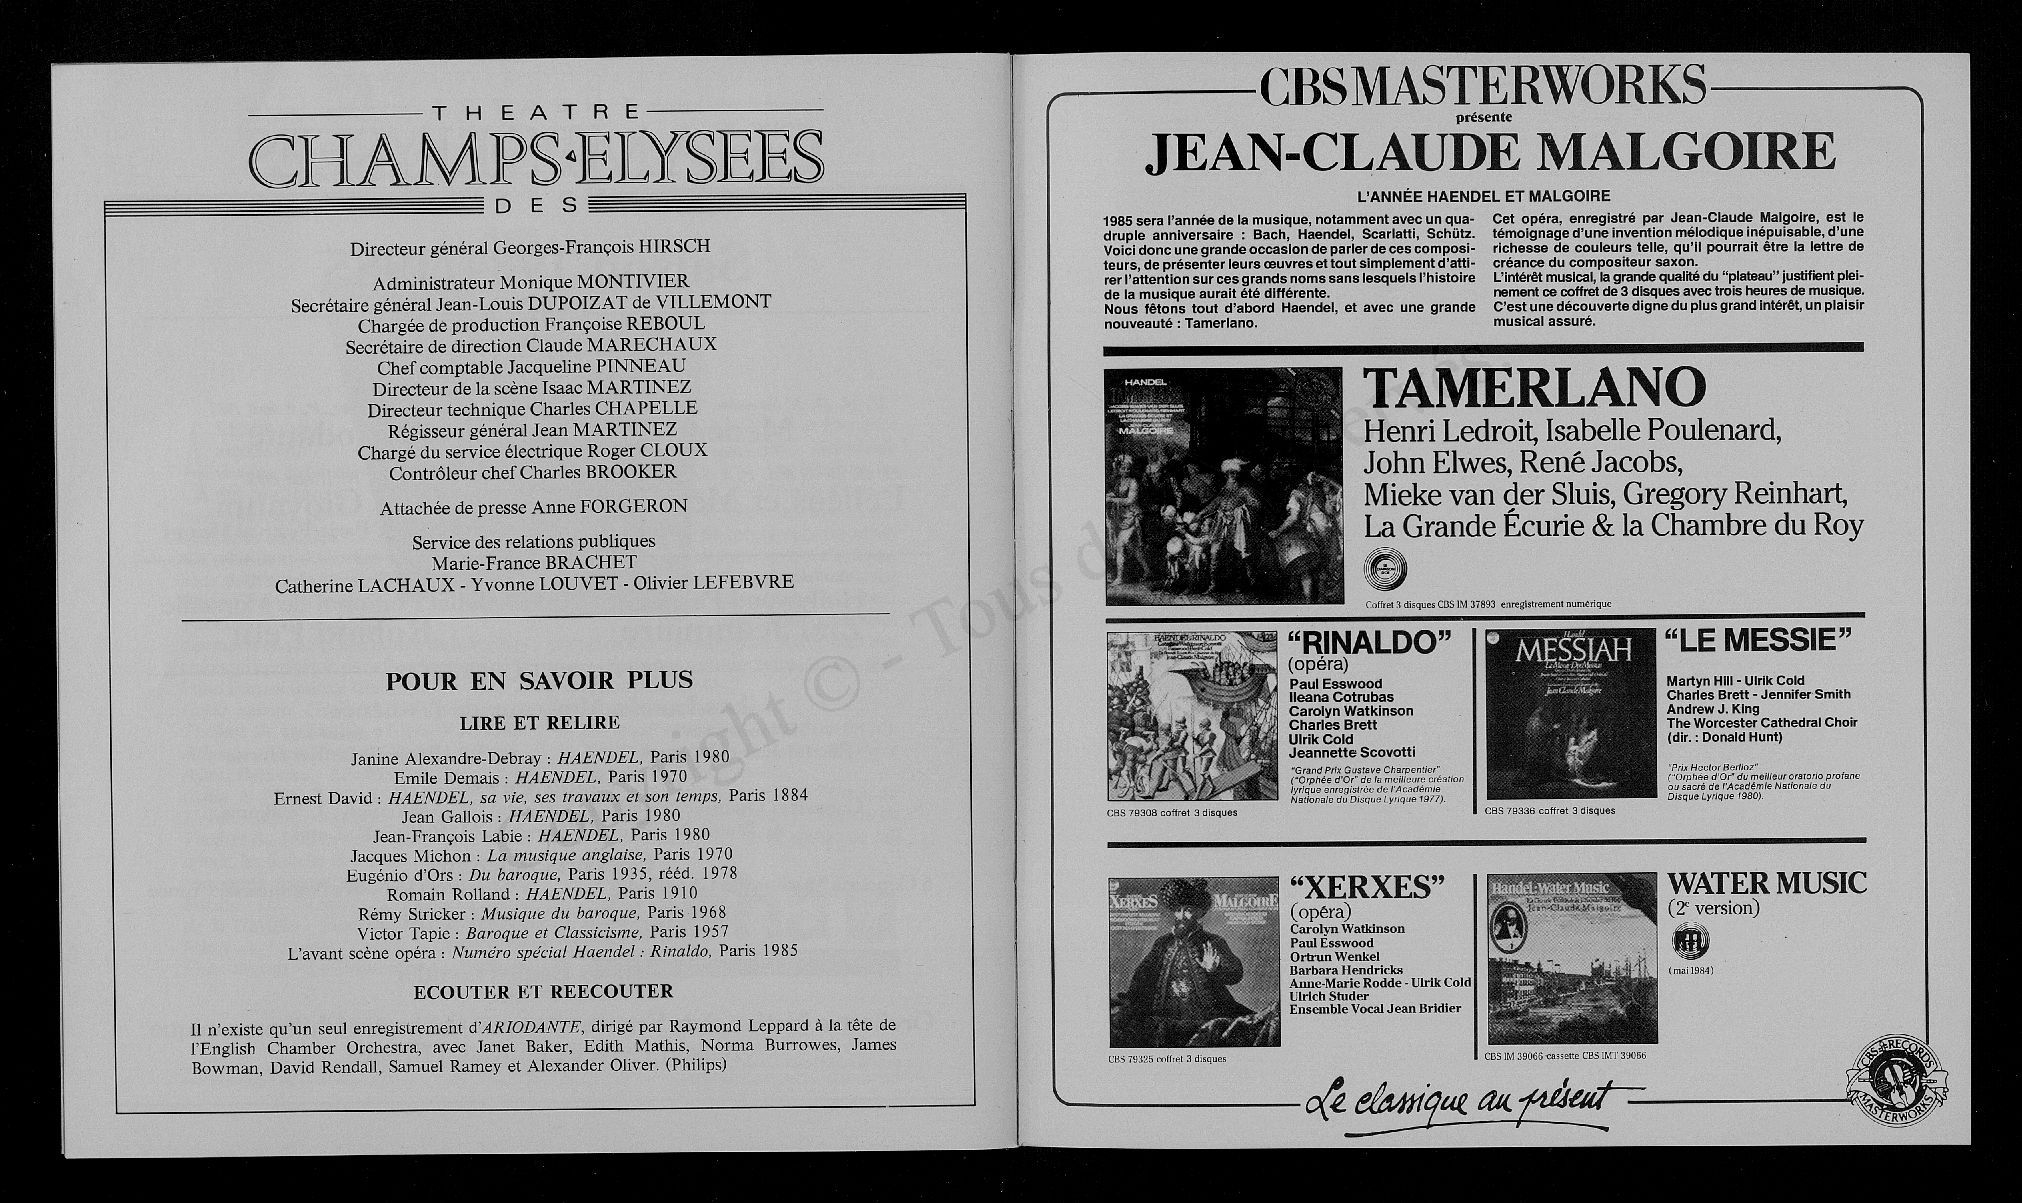 THEATRE
CHAMPS-ELYSEES
DES
Directeur général Georges-François HIRSCH
Administrateur Monique MONTIVIER
Secrétaire général Jean-Louis DUPOIZAT de VILLEMONT
Chargée de production Françoise REBOUL
Secrétaire de direction Claude MARECHAUX
Chef comptable Jacqueline PINNEAU
Directeur de la scène Isaac MARTINEZ
Directeur technique Charles CHAPELLE
Régisseur général Jean MARTINEZ
Chargé du service électrique Roger CLOUX
Contrôleur chef Charles BROOKER
Attachée de presse Anne FORGERON
Service des relations publiques
Marie-France BRACHET
Catherine LACHAUX - Yvonne LOUVET - Olivier LEFEBVRE
POUR EN SAVOIR PLUS
LIRE ET RELIRE
Janine Alexandre-Debray : HAENDEL, Paris 1980
Emile Demais : HAENDEL, Paris 1970
Ernest David : HAENDEL, sa vie, ses travaux et son temps, Paris 1884
Jean Gallois : HAENDEL, Paris 1980
Jean-François Labie : HAENDEL, Paris 1980
Jacques Michon : La musique anglaise, Paris 1970
Eugénio d'Ors : Du baroque, Paris 1935, rééd. 1978
Romain Rolland : HAENDEL, Paris 1910
Rémy Stricker : Musique du baroque, Paris 1968
Victor Tapie : Baroque et Classicisme, Paris 1957
L'avant scène opéra : Numéro spécial Haendel : Rinaldo, Paris 1985
ECOUTER ET REECOUTER
Il n'existe qu'un seul enregistrement d'ARIODANTE, dirigé par Raymond Leppard à la tête de
l'English Chamber Orchestra, avec Janet Baker, Edith Mathis, Norma Burrowes, James
Bowman, David Rendall, Samuel Ramey et Alexander Oliver. (Philips)
CBS MASTERWORKS
présente
JEAN-CLAUDE MALGOIRE
L'ANNÉE HAENDEL ET MALGOIRE
1985 sera l'année de la musique, notamment avec un qua-
druple anniversaire : Bach, Haendel, Scarlatti, Schütz.
Voici donc une grande occasion de parler de ces composi-
teurs, de présenter leurs œuvres et tout simplement d'atti-
rer l'attention sur ces grands noms sans lesquels l'histoire
de la musique aurait été différente.
Nous fêtons tout d'abord Haendel, et avec une grande
nouveauté : Tamerlano.
Cet opéra, enregistré par Jean-Claude Malgoire, est le
témoignage d'une invention mélodique inépuisable, d'une
richesse de couleurs telle, qu'il pourrait être la lettre de
créance du compositeur saxon.
L'intérêt musical, la grande qualité du "plateau" justifient plei-
nement ce coffret de 3 disques avec trois heures de musique.
C'est une découverte digne du plus grand intérêt, un plaisir
musical assuré.
HANDEL
MALGOIRE
TAMERLANO
Henri Ledroit, Isabelle Poulenard,
John Elwes, René Jacobs,
Mieke van der Sluis, Gregory Reinhart,
La Grande Écurie & la Chambre du Roy
Coffret 3 disques CBS IM 37893 enregistrement numérique
HAENDEL·RINALDO
Jean-Claude Malgoire
"RINALDO"
(opéra)
Paul Esswood
Ileana Cotrubas
Carolyn Watkinson
Charles Brett
Ulrik Cold
Jeannette Scovotti
"Grand Prix Gustave Charpentier"
("Orphée d'Or" de la meilleure création
lyrique enregistrée de l'Académie
Nationale du Disque Lyrique 1977).
CBS 79308 coffret 3 disques
Handel
MESSIAH
Jean-Claude Malgoire
"LE MESSIE"
Martyn Hill - Ulrik Cold
Charles Brett - Jennifer Smith
Andrew J. King
The Worcester Cathedral Choir
(dir. : Donald Hunt)
"Prix Hector Berlioz"
("Orphée d'Or" du meilleur oratorio profane
ou sacré de l'Académie Nationale du
Disque Lyrique 1980).
CBS 79336 coffret 3 disques
XERXES MALGOIRE
"XERXES"
(opéra)
Carolyn Watkinson
Paul Esswood
Ortrun Wenkel
Barbara Hendricks
Anne-Marie Rodde - Ulrik Cold
Ulrich Studer
Ensemble Vocal Jean Bridier
CBS 79325 coffret 3 disques
Handel: Water Music
Jean-Claude Malgoire
WATER MUSIC
(2e version)
(mai 1984)
CBS IM 39066 cassette CBS IMT 39066
Le classique au présent
CBS RECORDS
MASTERWORKS